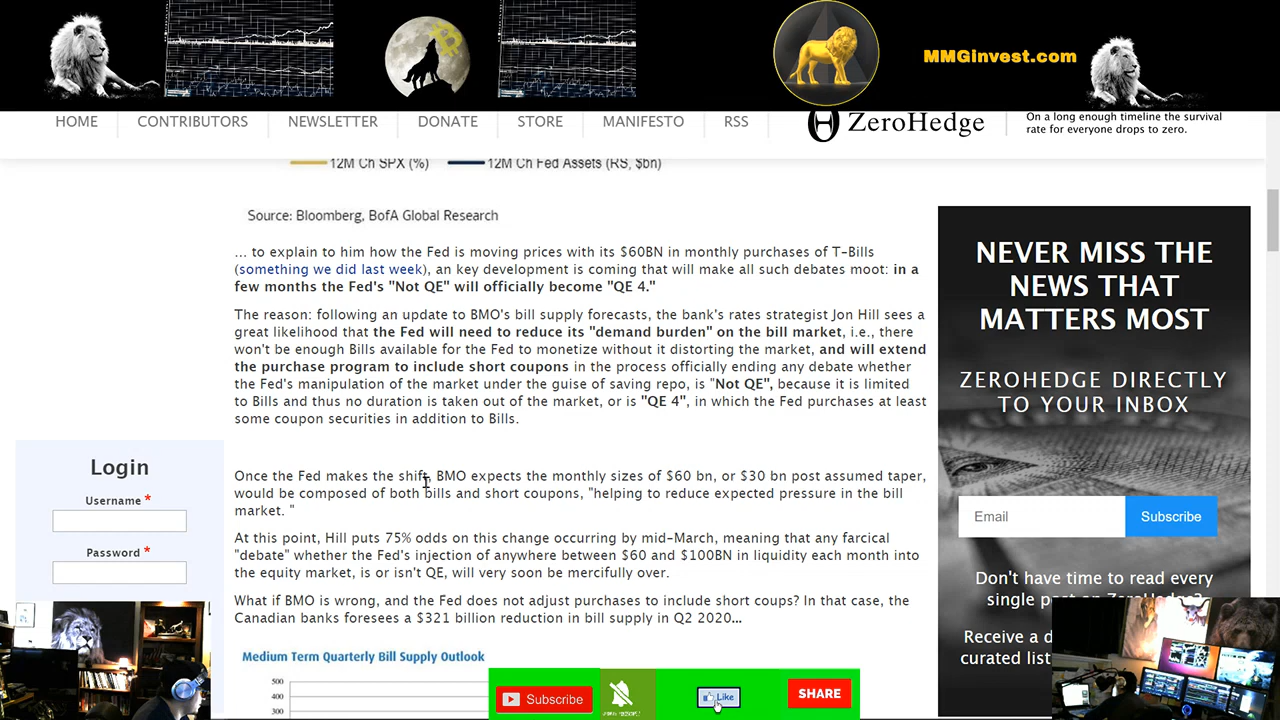 MMGinvest.com
HOME
CONTRIBUTORS
NEWSLETTER
DONATE
STORE
MANIFESTO
RSS
ZeroHedge
On a long enough timeline the survival
rate for everyone drops to zero.
12M Ch SPX (%)
12M Ch Fed Assets (RS, $bn)
Source: Bloomberg, BofA Global Research
... to explain to him how the Fed is moving prices with its $60BN in monthly purchases of T-Bills
(something we did last week), an key development is coming that will make all such debates moot: in a
few months the Fed's "Not QE" will officially become "QE 4."
The reason: following an update to BMO's bill supply forecasts, the bank's rates strategist Jon Hill sees a
great likelihood that the Fed will need to reduce its "demand burden" on the bill market, i.e., there
won't be enough Bills available for the Fed to monetize without it distorting the market, and will extend
the purchase program to include short coupons in the process officially ending any debate whether
the Fed's manipulation of the market under the guise of saving repo, is "Not QE", because it is limited
to Bills and thus no duration is taken out of the market, or is "QE 4", in which the Fed purchases at least
some coupon securities in addition to Bills.
Once the Fed makes the shift, BMO expects the monthly sizes of $60 bn, or $30 bn post assumed taper,
would be composed of both bills and short coupons, "helping to reduce expected pressure in the bill
market. "
At this point, Hill puts 75% odds on this change occurring by mid-March, meaning that any farcical
"debate" whether the Fed's injection of anywhere between $60 and $100BN in liquidity each month into
the equity market, is or isn't QE, will very soon be mercifully over.
What if BMO is wrong, and the Fed does not adjust purchases to include short coups? In that case, the
Canadian banks foresees a $321 billion reduction in bill supply in Q2 2020...
Medium Term Quarterly Bill Supply Outlook
500
400
300
Login
Username *
Password *
NEVER MISS THE
NEWS THAT
MATTERS MOST
ZEROHEDGE DIRECTLY
TO YOUR INBOX
Email
Subscribe
Don't have time to read every
single post on ZeroHedge?
Receive a d
curated list
Subscribe
Like
SHARE